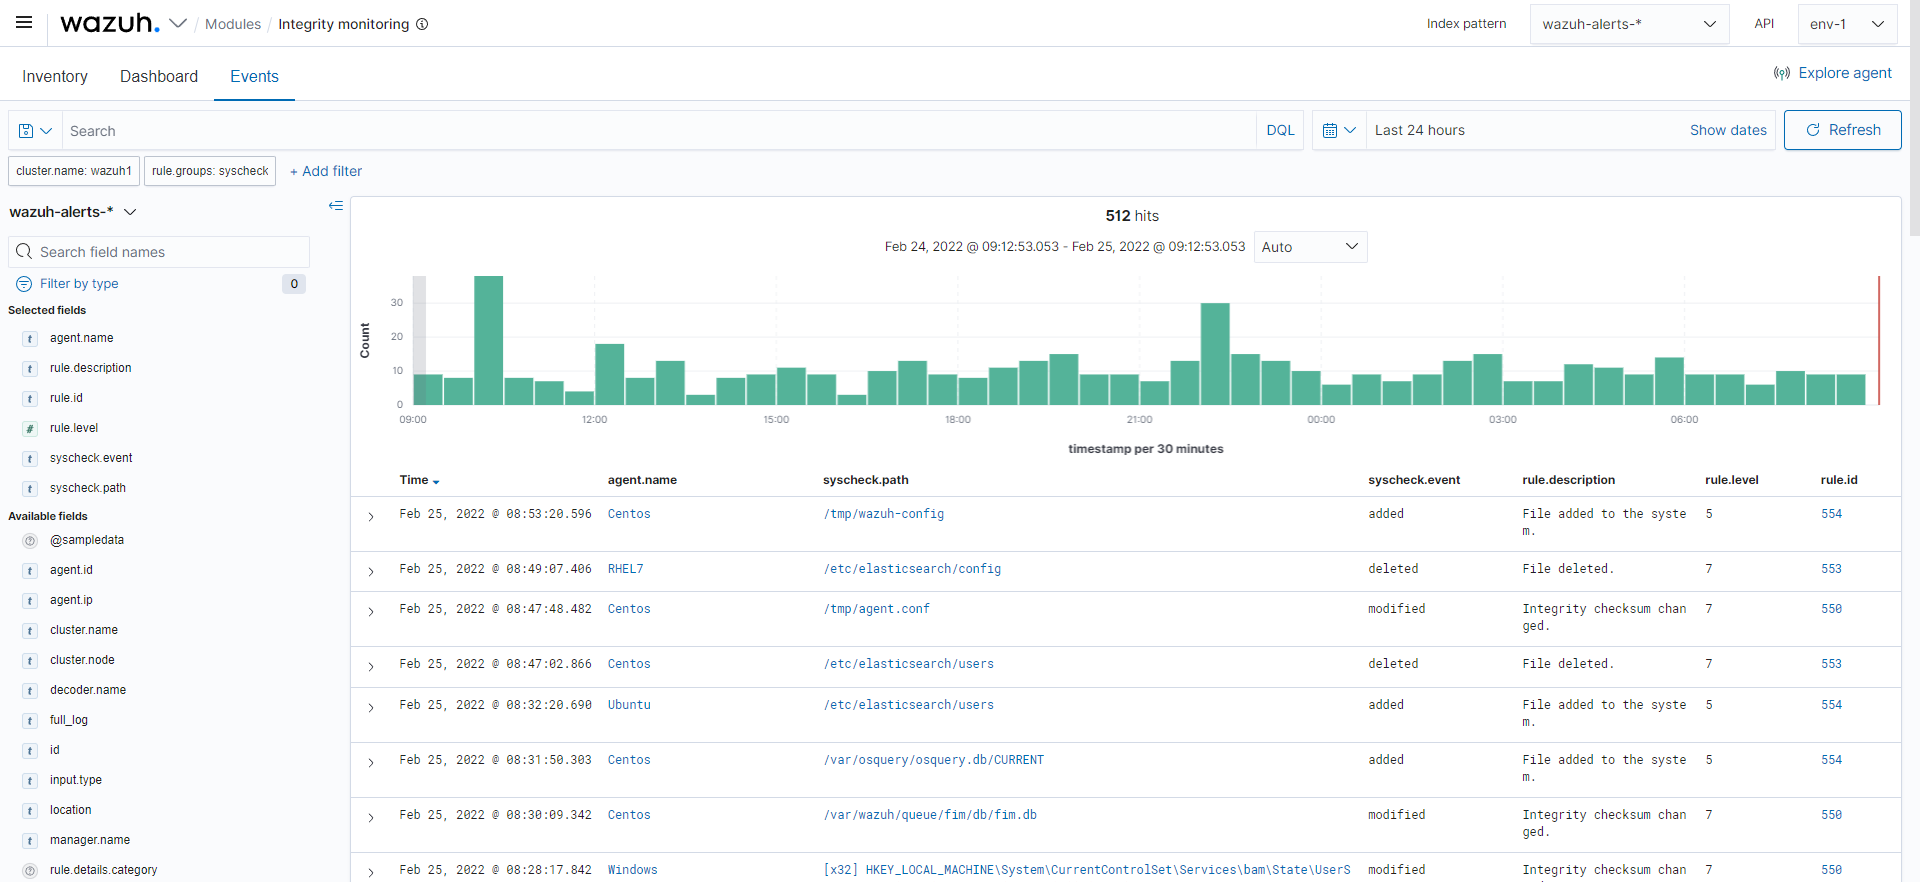 wazuh. / Modules / Integrity monitoring
Index pattern
wazuh-alerts-*
API
env-1
Inventory Dashboard Events
Explore agent
Search
DQL
Last 24 hours
Show dates
Refresh
cluster.name: wazuh1
rule.groups: syscheck
+ Add filter
wazuh-alerts-*
Search field names
Filter by type
0
Selected fields
t agent.name
t rule.description
t rule.id
# rule.level
t syscheck.event
t syscheck.path
Available fields
@sampledata
t agent.id
t agent.ip
t cluster.name
t cluster.node
t decoder.name
t full_log
t id
t input.type
t location
t manager.name
rule.details.category
512 hits
Feb 24, 2022 @ 09:12:53.053 - Feb 25, 2022 @ 09:12:53.053
Auto
Count
30
20
10
0
09:00 12:00 15:00 18:00 21:00 00:00 03:00 06:00
timestamp per 30 minutes
Time agent.name syscheck.path syscheck.event rule.description rule.level rule.id
Feb 25, 2022 @ 08:53:20.596 Centos /tmp/wazuh-config added File added to the syste 5 554
m.
Feb 25, 2022 @ 08:49:07.406 RHEL7 /etc/elasticsearch/config deleted File deleted. 7 553
Feb 25, 2022 @ 08:47:48.482 Centos /tmp/agent.conf modified Integrity checksum chan 7 550
ged.
Feb 25, 2022 @ 08:47:02.866 Centos /etc/elasticsearch/users deleted File deleted. 7 553
Feb 25, 2022 @ 08:32:20.690 Ubuntu /etc/elasticsearch/users added File added to the syste 5 554
m.
Feb 25, 2022 @ 08:31:50.303 Centos /var/osquery/osquery.db/CURRENT added File added to the syste 5 554
m.
Feb 25, 2022 @ 08:30:09.342 Centos /var/wazuh/queue/fim/db/fim.db modified Integrity checksum chan 7 550
ged.
Feb 25, 2022 @ 08:28:17.842 Windows [x32] HKEY_LOCAL_MACHINE\System\CurrentControlSet\Services\bam\State\UserS modified Integrity checksum chan 7 550